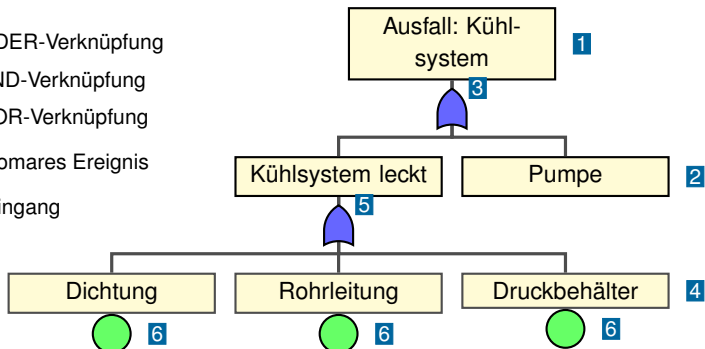 DER-Verknüpfung
ND-Verknüpfung
OR-Verknüpfung
omares Ereignis
ingang
Ausfall: Kühl-
system
1
3
Kühlsystem leckt
Pumpe
2
5
Dichtung
Rohrleitung
Druckbehälter
4
6
6
6